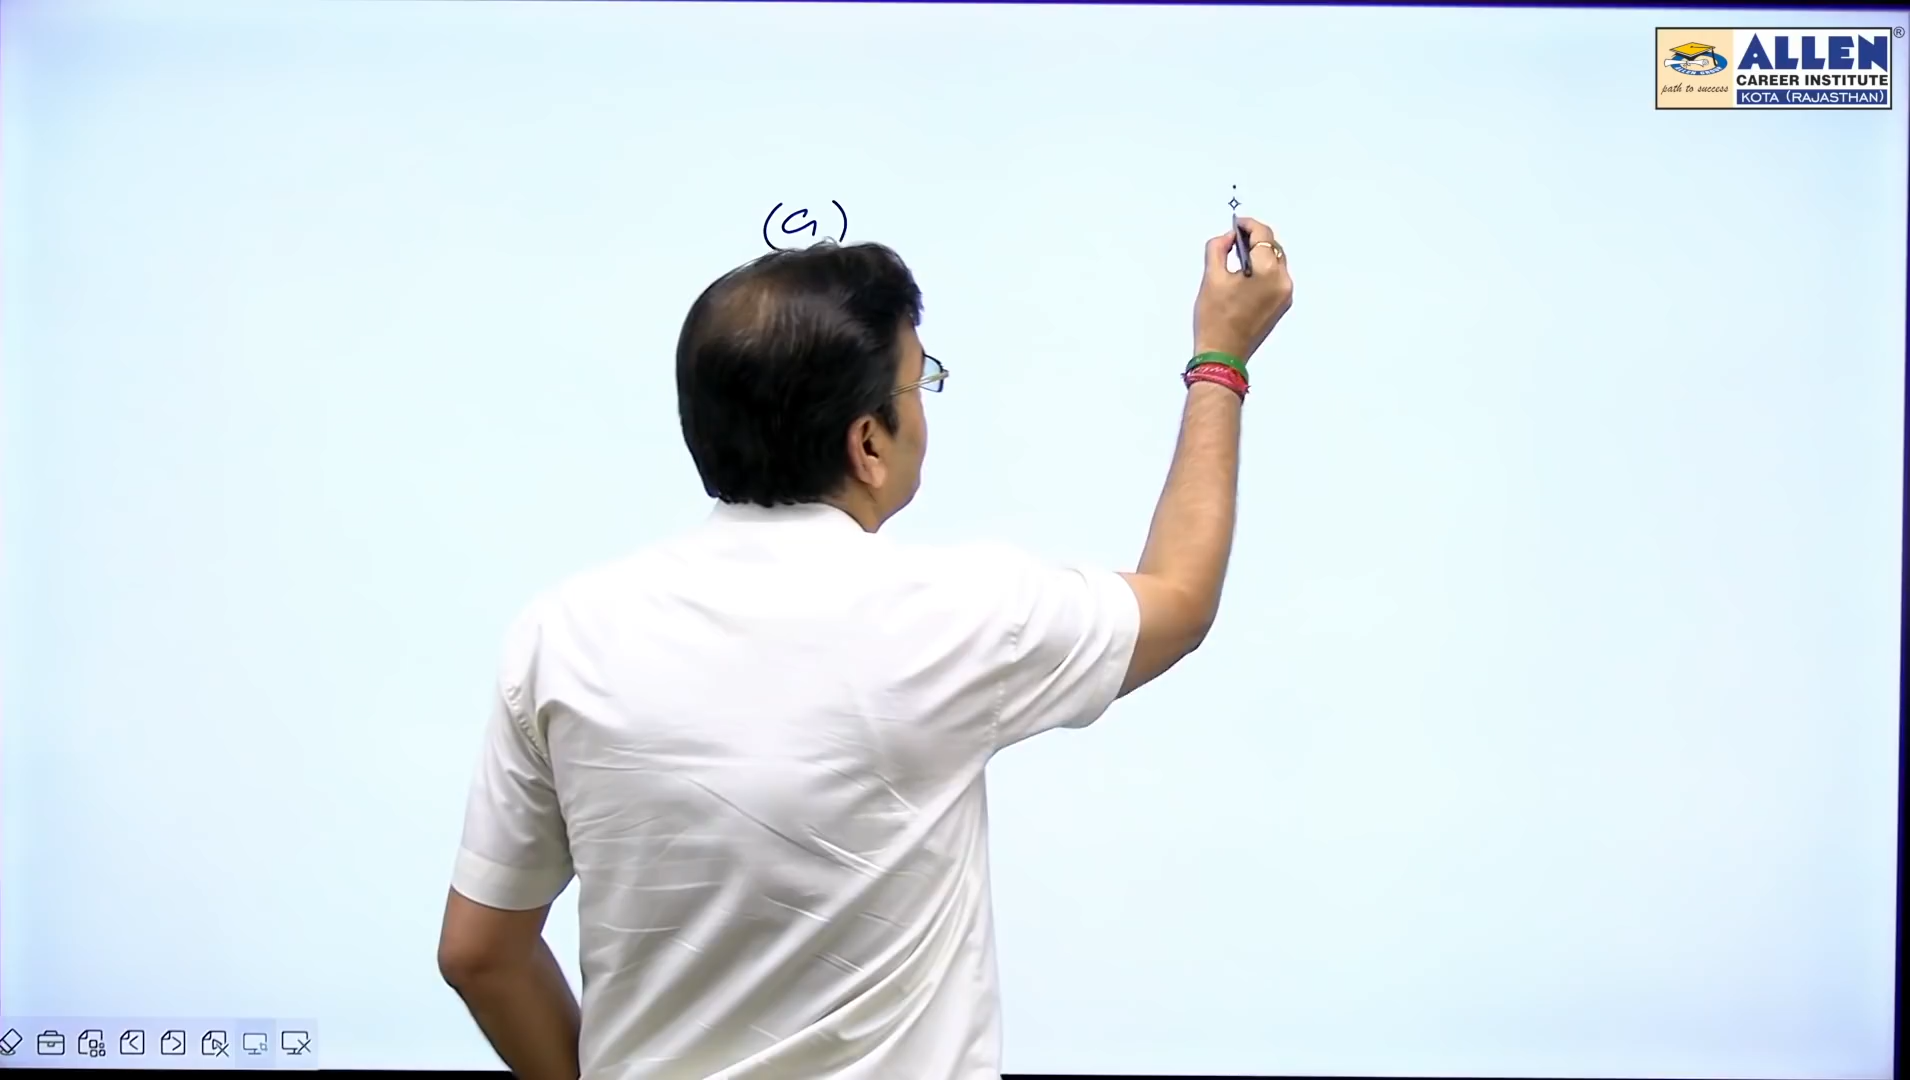 ALLEN
®
CAREER INSTITUTE
KOTA (RAJASTHAN)
path to success
(G)